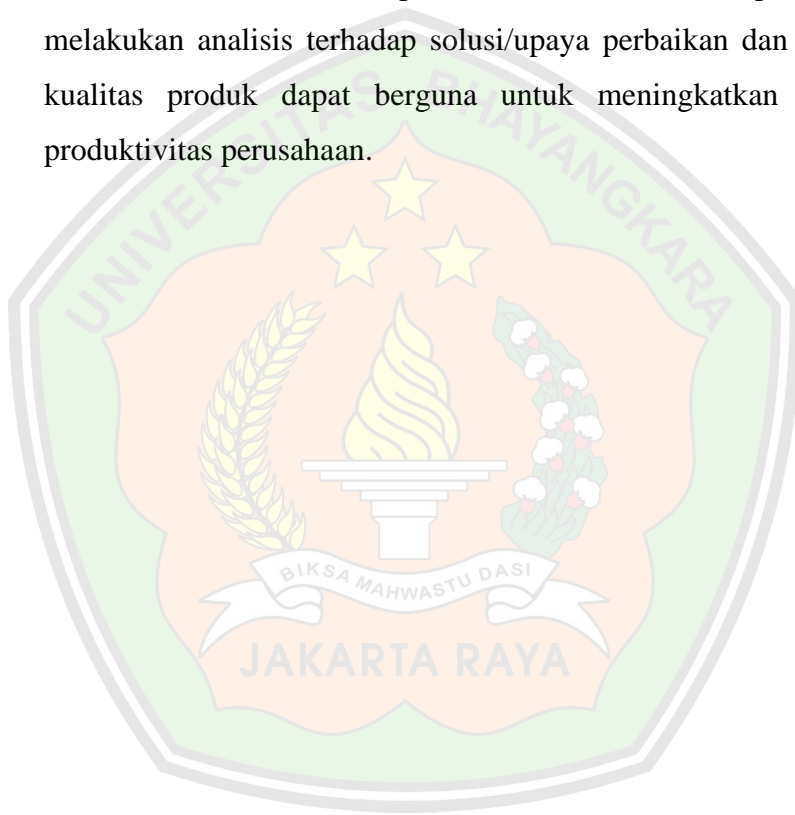 melakukan analisis terhadap solusi/upaya perbaikan dan
kualitas produk dapat berguna untuk meningkatkan
produktivitas perusahaan.
UNIVERSITAS BHAYANGKARA
BIKSA MAHWASTU DASI
JAKARTA RAYA